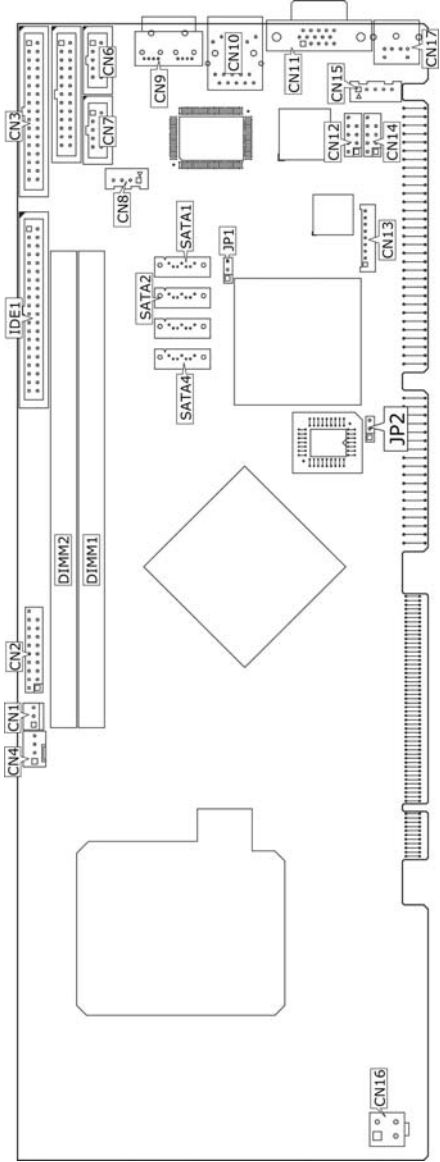 CN3
CN6
CN7
CN8
CN9
CN10
CN11
CN17
CN15
CN12
CN14
CN13
IDE1
SATA1
SATA2
SATA4
JP1
JP2
DIMM2
DIMM1
CN2
CN1
CN4
CN16